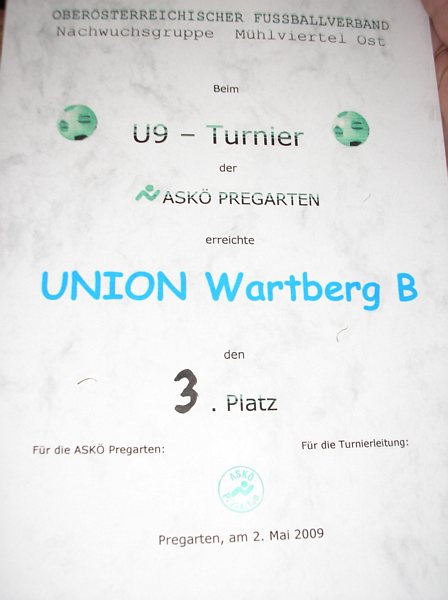 OBERÖSTERREICHISCHER FUSSBALLVERBAND
Nachwuchsgruppe Mühlviertel Ost
Beim
U9 – Turnier
der
ASKÖ PREGARTEN
erreichte
UNION Wartberg B
den
3. Platz
Für die ASKÖ Pregarten: Für die Turnierleitung:
ASKÖ
Pregarten, am 2. Mai 2009